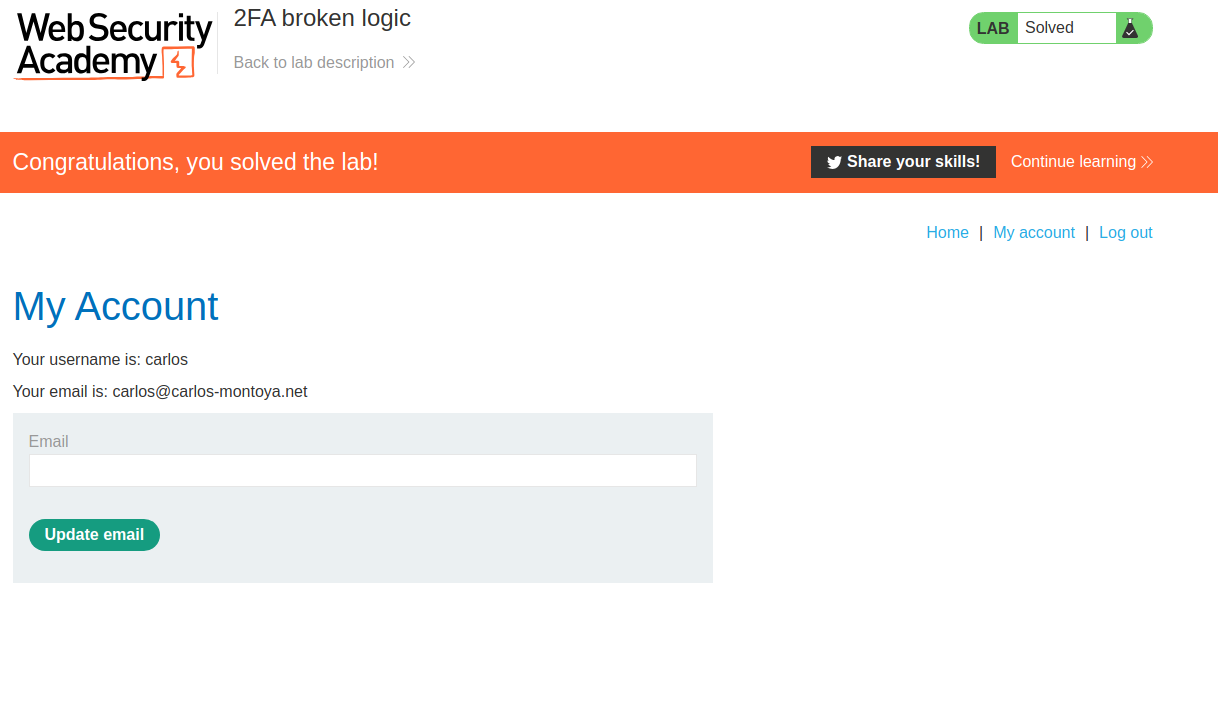 Web Security
Academy
2FA broken logic
Back to lab description
LAB Solved
Congratulations, you solved the lab!
Share your skills! Continue learning
Home | My account | Log out
My Account
Your username is: carlos
Your email is: carlos@carlos-montoya.net
Email
Update email